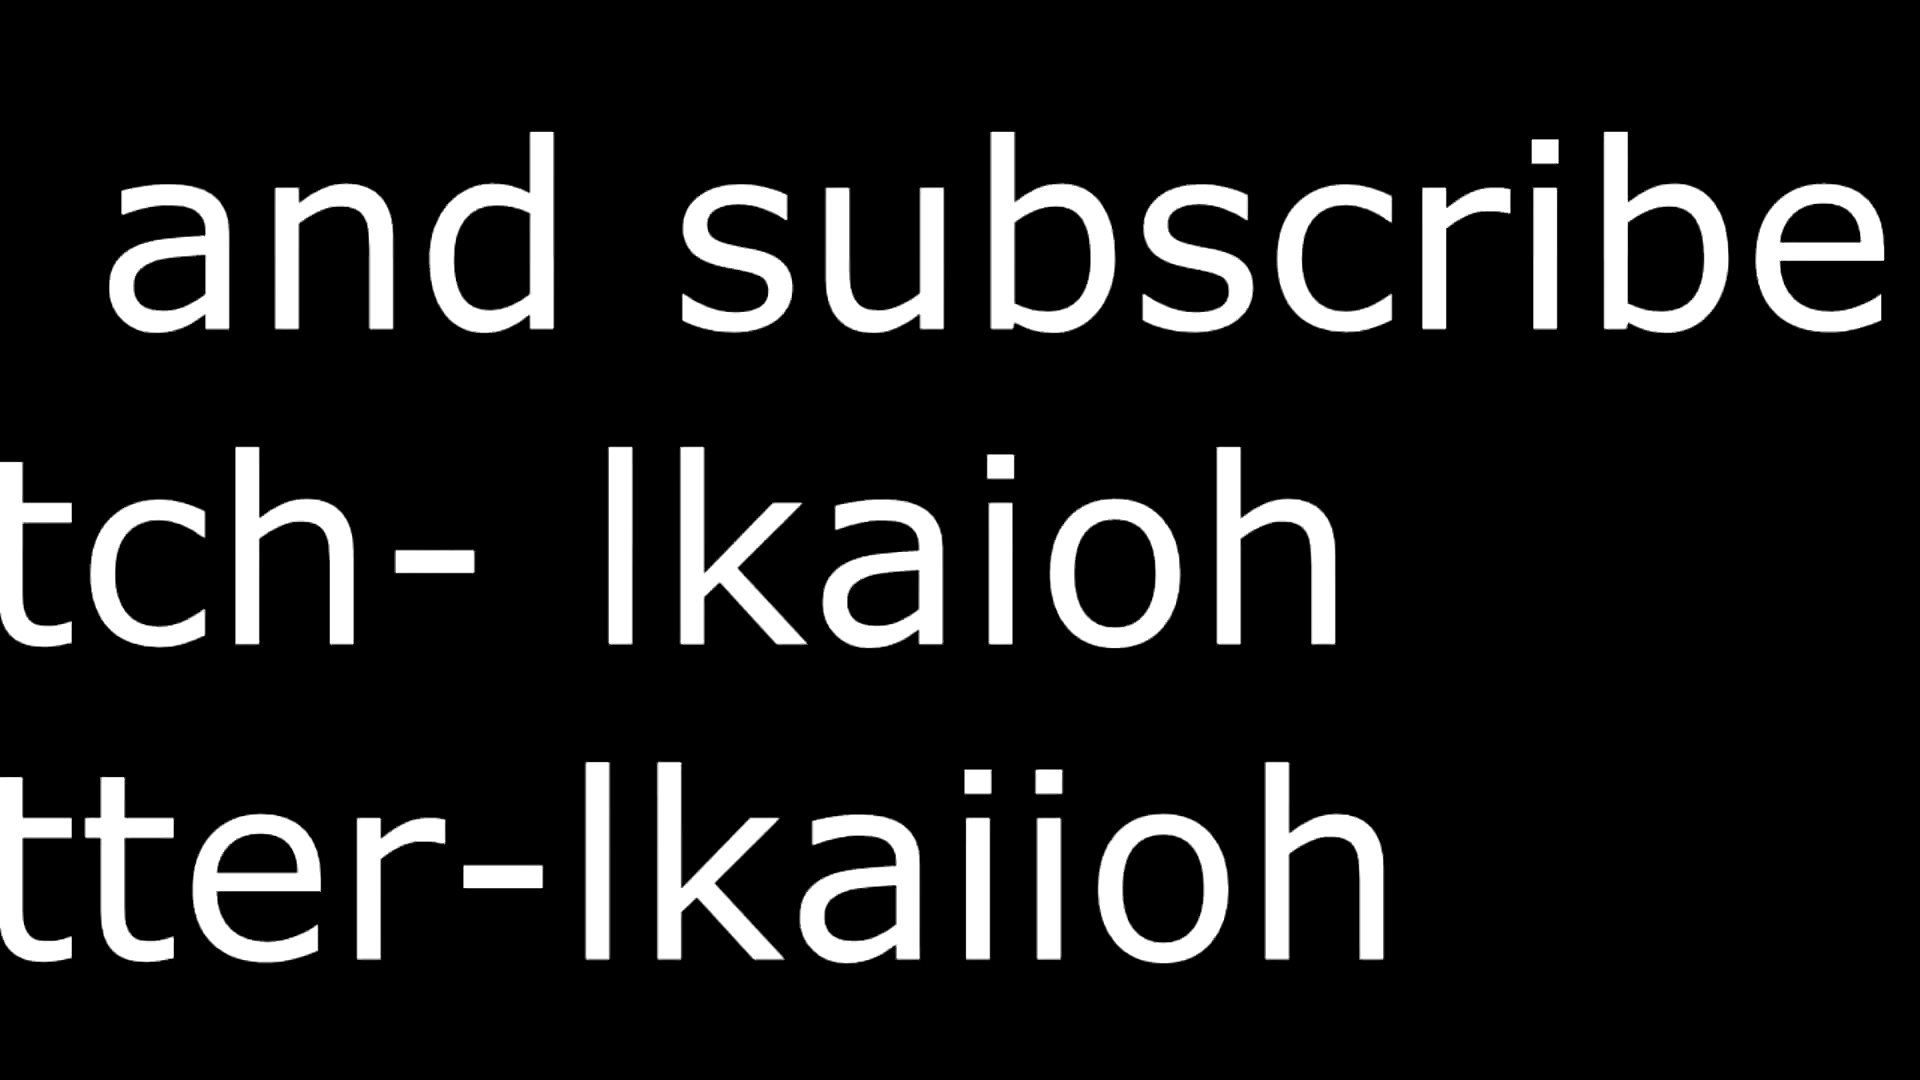 and subscribe
tch- lkaioh
tter-lkaiioh